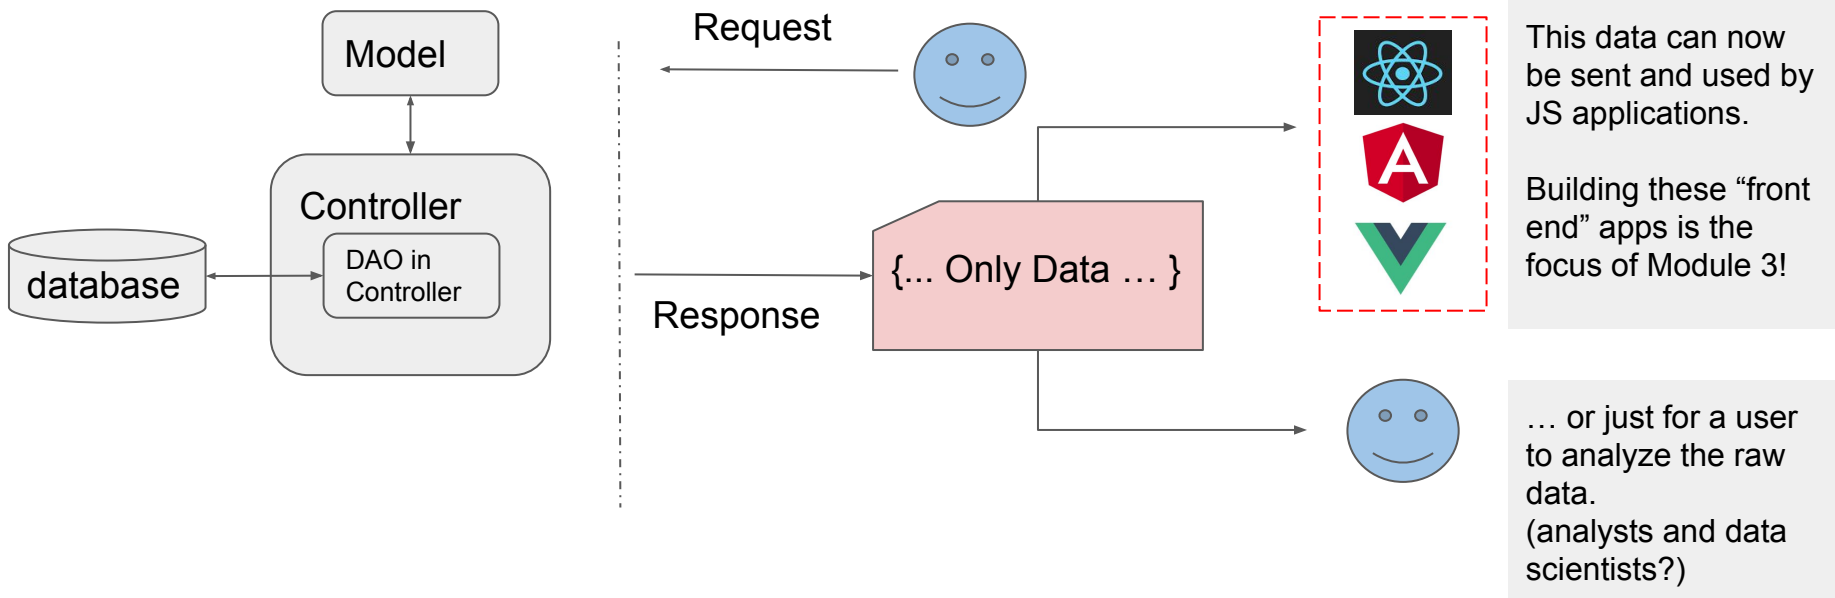 Model
Controller
DAO in
Controller
database
Request
Response
{... Only Data … }
A
This data can now
be sent and used by
JS applications.
Building these “front
end” apps is the
focus of Module 3!
… or just for a user
to analyze the raw
data.
(analysts and data
scientists?)